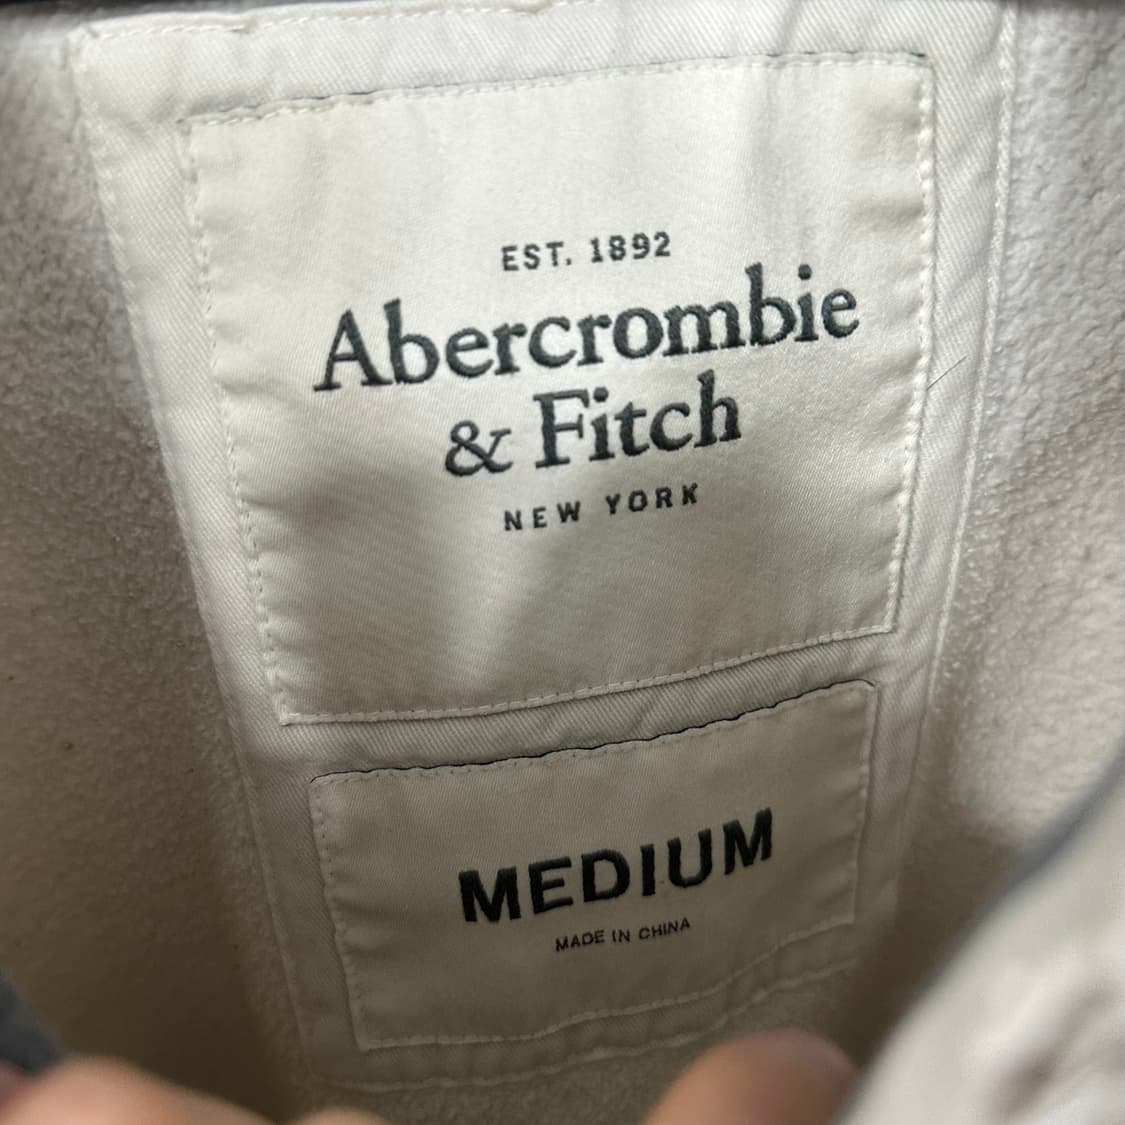 EST. 1892
Abercrombie
& Fitch
NEW YORK
MEDIUM
MADE IN CHINA